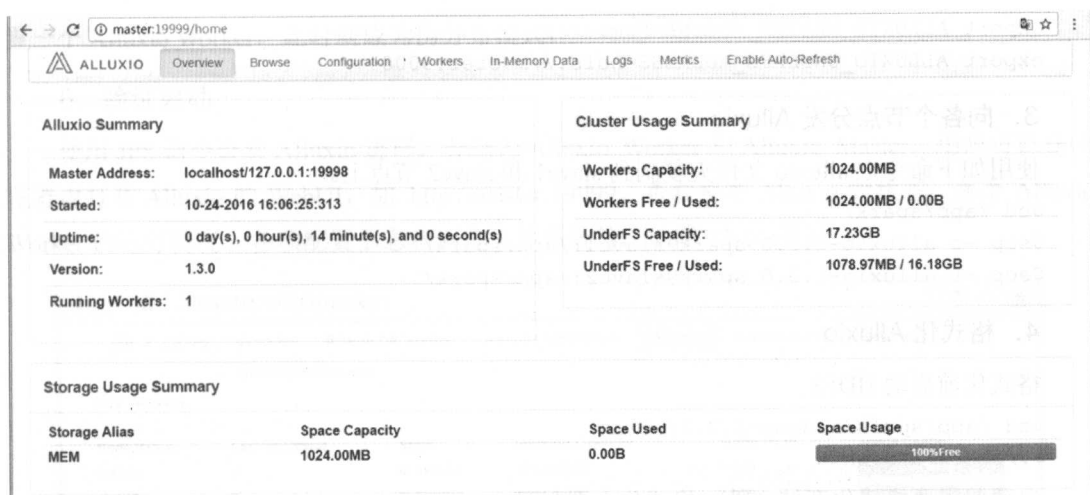 master:19999/home
ALLUXIO Overview Browse Configuration Workers In-Memory Data Logs Metrics Enable Auto-Refresh
Alluxio Summary
Master Address: localhost/127.0.0.1:19998
Started: 10-24-2016 16:06:25:313
Uptime: 0 day(s), 0 hour(s), 14 minute(s), and 0 second(s)
Version: 1.3.0
Running Workers: 1
Cluster Usage Summary
Workers Capacity: 1024.00MB
Workers Free / Used: 1024.00MB / 0.00B
UnderFS Capacity: 17.23GB
UnderFS Free / Used: 1078.97MB / 16.18GB
Storage Usage Summary
Storage Alias Space Capacity Space Used Space Usage
MEM 1024.00MB 0.00B 100%Free